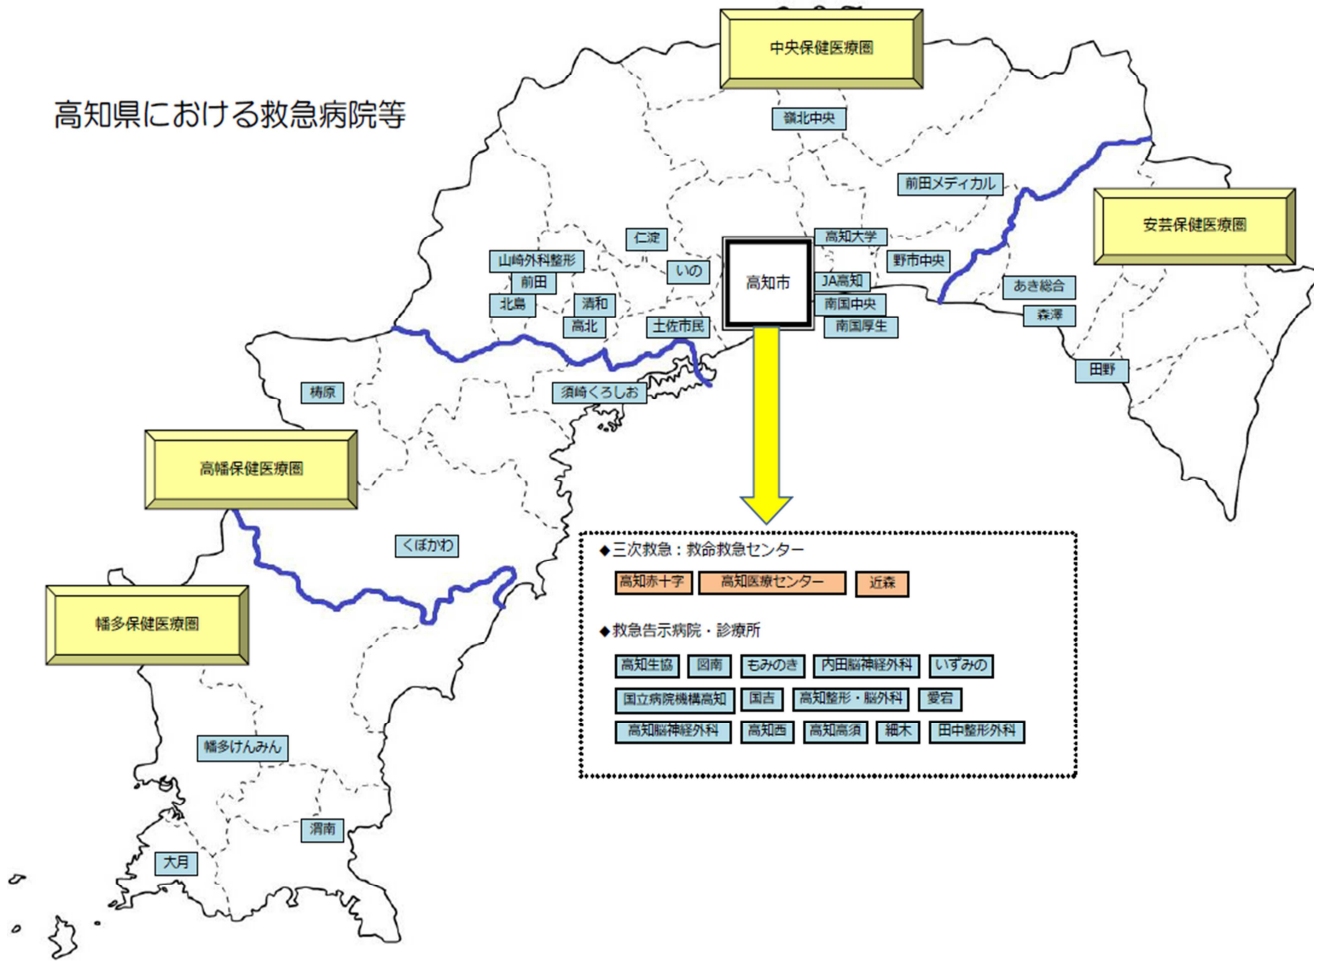 中央保健医療圏
高知県における救急病院等
嶺北中央
前田メディカル
安芸保健医療圏
仁淀
高知大学
山崎外科整形
いの
野市中央
前田
高知市
JA高知
あき総合
北島
清和
南国中央
森澤
高北
土佐市民
南国厚生
田野
梼原
須崎くろしお
高幡保健医療圏
くぼかわ
◆三次救急：救命救急センター
高知赤十字 高知医療センター 近森
幡多保健医療圏
◆救急告示病院・診療所
高知生協 図南 もみのき 内田脳神経外科 いずみの
国立病院機構高知 国吉 高知整形・脳外科 愛宕
高知脳神経外科 高知西 高知高須 細木 田中整形外科
幡多けんみん
渭南
大月